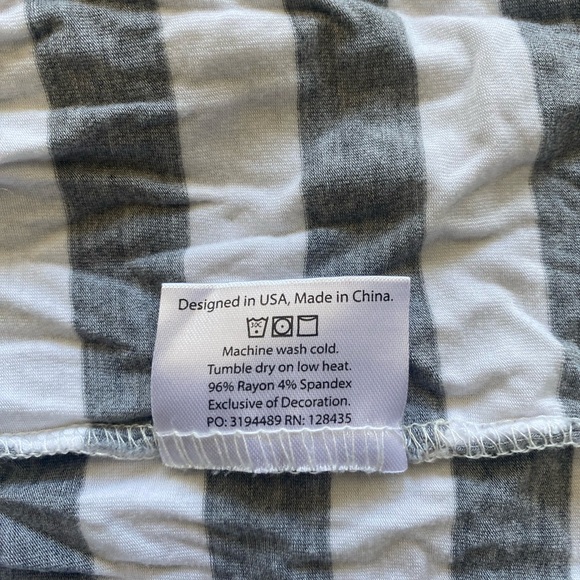 Designed in USA, Made in China.
30C
Machine wash cold.
Tumble dry on low heat.
96% Rayon 4% Spandex
Exclusive of Decoration.
PO: 3194489 RN: 128435